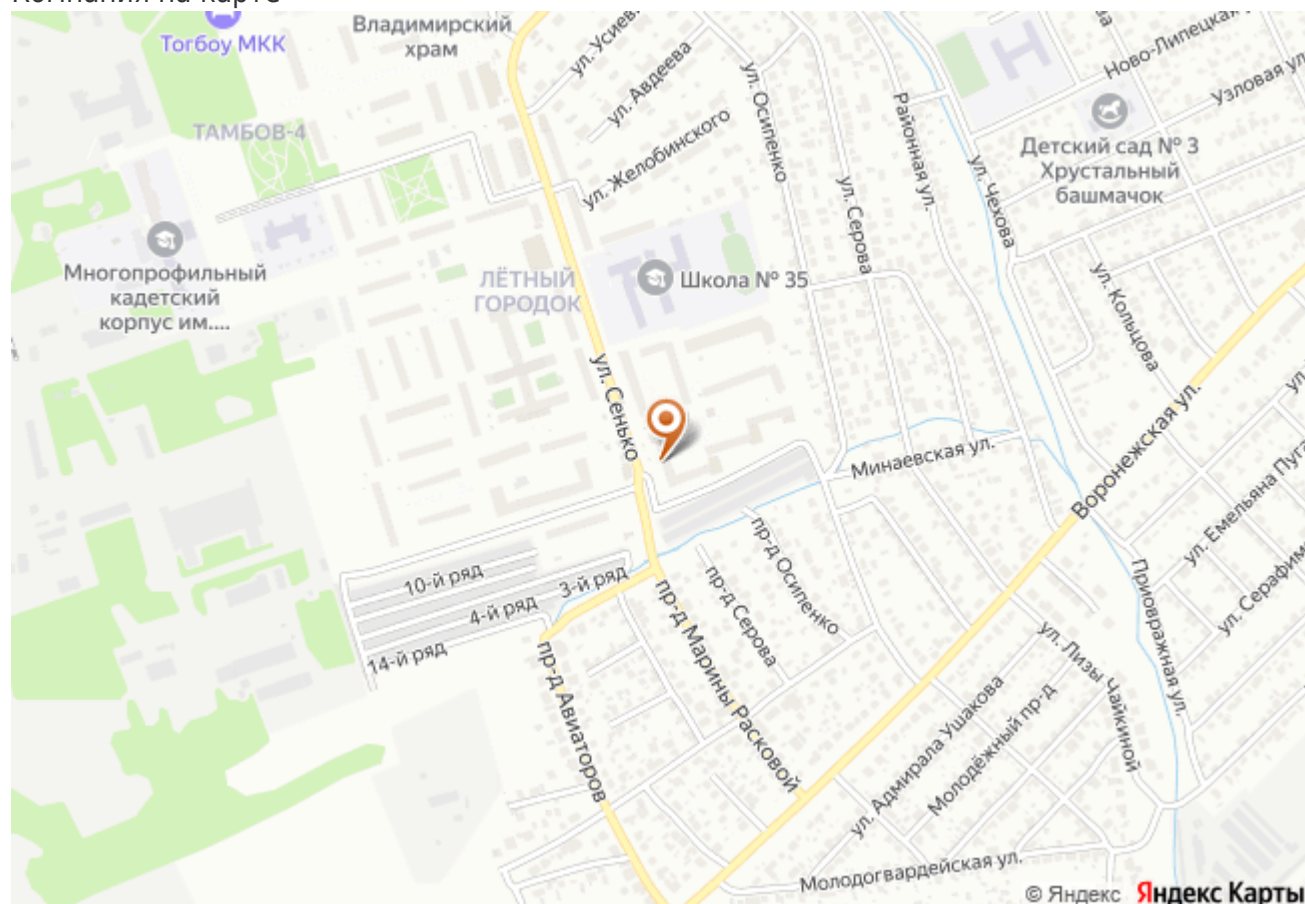 Владимирский
храм
Тогбоу МКК
ТАМБОВ-4
ул. Авдеева
ул. Желобинского
ул. Осипенко
Районная ул.
ул. Серова
ул. Чехова
Ново-Липецкая
Узловая ул
Детский сад № 3
Хрустальный
башмачок
Многопрофильный
кадетский
корпус им....
ЛЁТНЫЙ
ГОРОДОК
Школа № 35
ул. Кольцова
ул. Сенько
Минаевская ул.
Воронежская ул.
ул. Емельяна Пуга
ул. Серафим
10-й ряд
3-й ряд
4-й ряд
14-й ряд
пр-д Осипенко
пр-д Серова
пр-д Марины Расковой
пр-д Авиаторов
Приовражная ул.
ул. Лизы Чайкиной
ул. Адмирала Ушакова
Молодёжный пр-д
Молодогвардейская ул.
© Яндекс Яндекс Карты